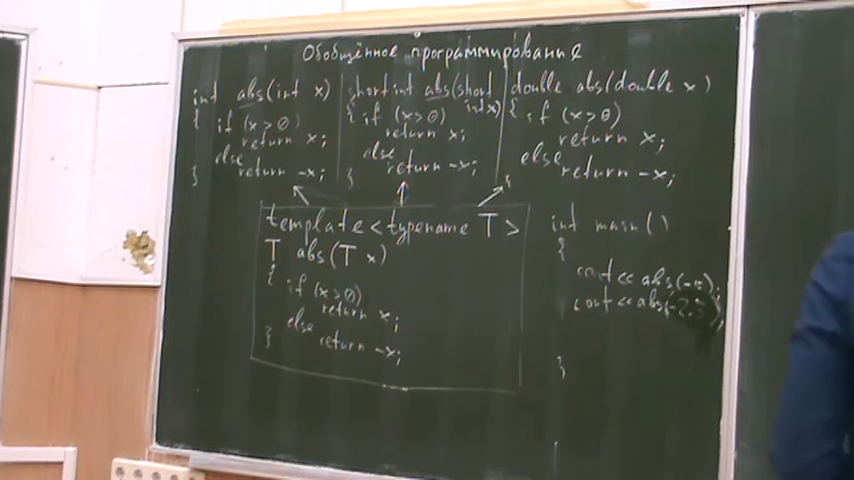 Обобщённое программирование
int abs(int x)
{ if (x>0)
return x;
else
return -x;
}
short int abs(short
int x)
{ if (x>0)
return x;
else
return -x;
}
double abs(double x)
{ if (x>0)
return x;
else
return -x;
}
template <typename T>
T abs(T x)
{ if (x>0)
return x;
else
return -x;
}
int main()
{
cout << abs(
cout << abs(-2.5);
}